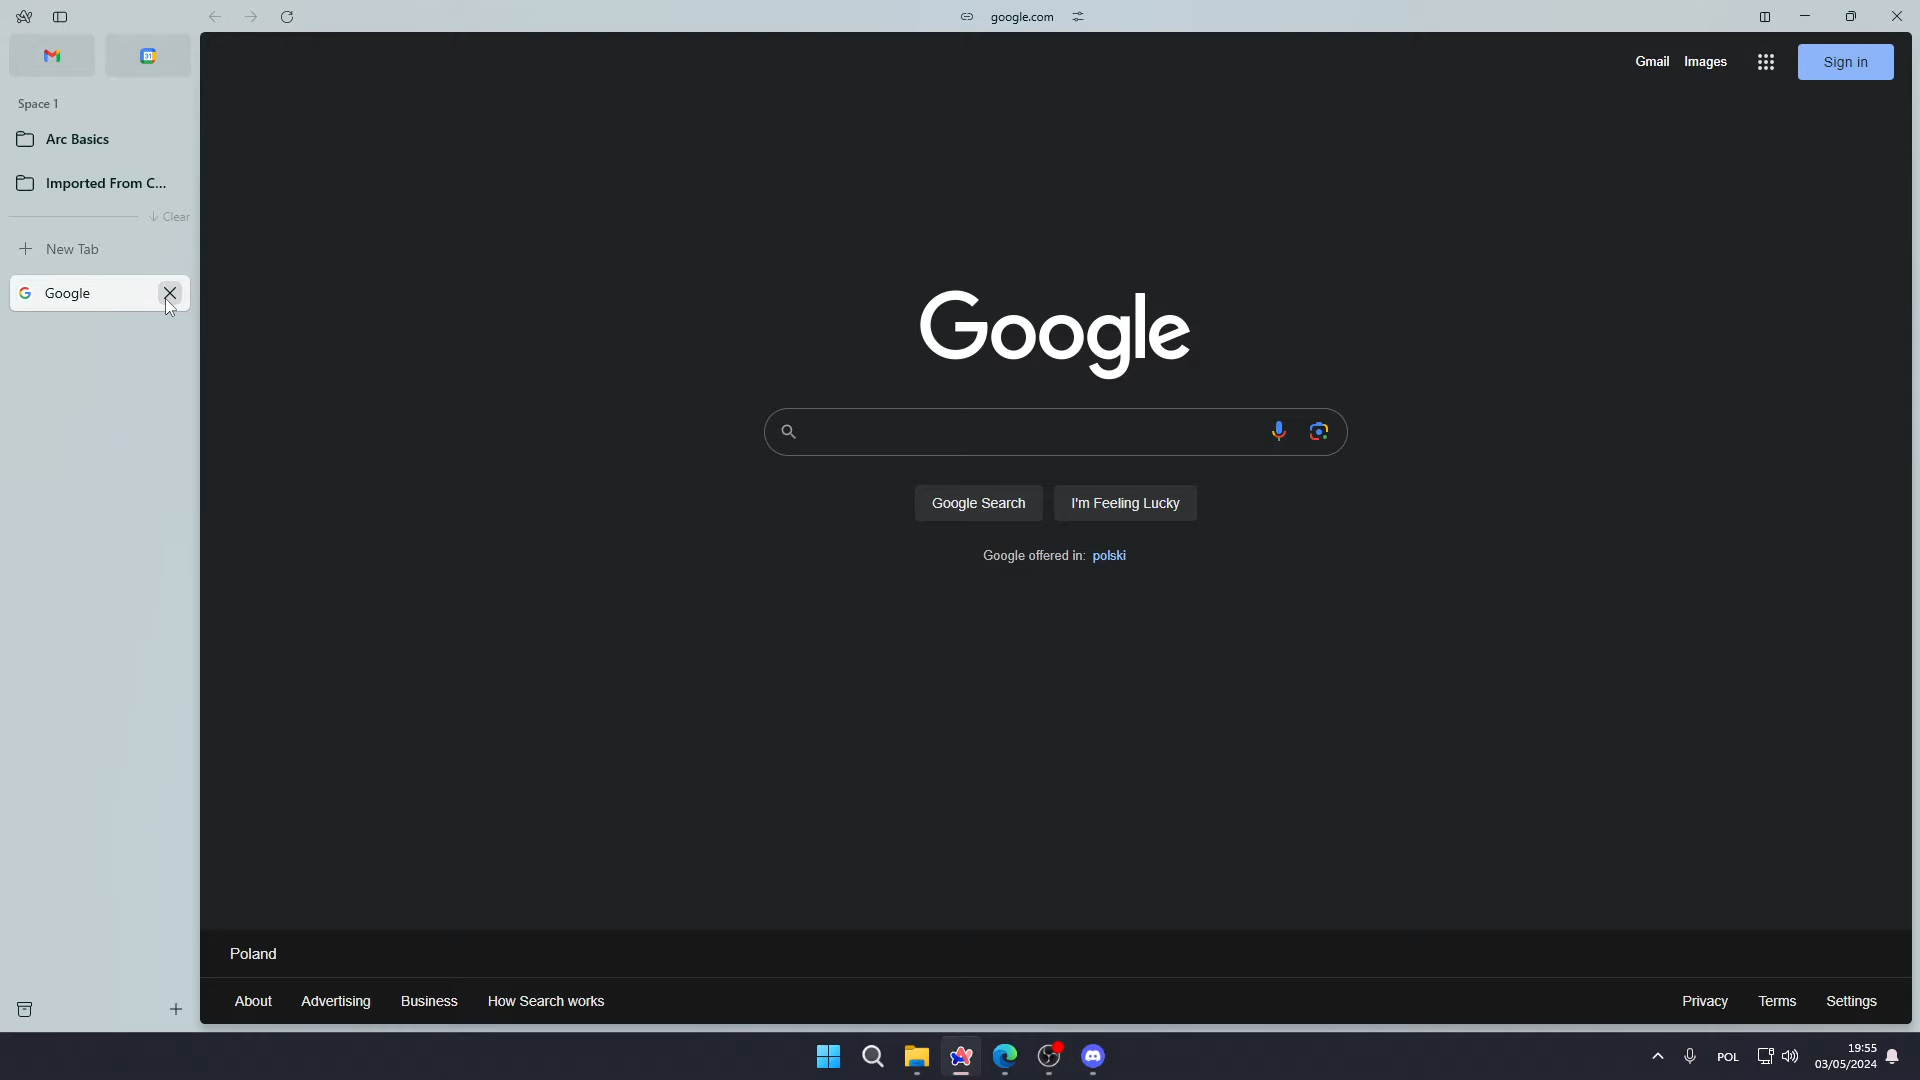 google.com
31
Space 1
Arc Basics
Imported From C...
Clear
New Tab
Google
Gmail Images Sign in
Google
Google Search I'm Feeling Lucky
Google offered in: polski
Poland
About Advertising Business How Search works Privacy Terms Settings
POL
19:55
03/05/2024